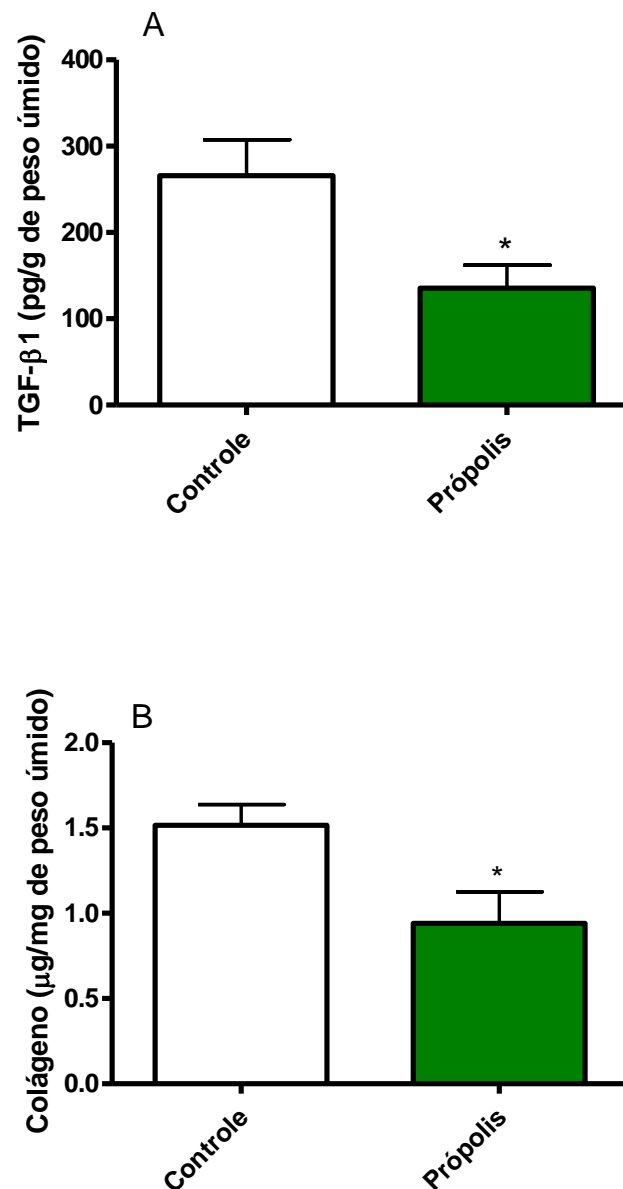 A
TGF-β1 (pg/g de peso úmido)
400
300
200
100
0
*
Controle
Própolis
B
Colágeno (μg/mg de peso úmido)
2.0
1.5
1.0
0.5
0.0
*
Controle
Própolis